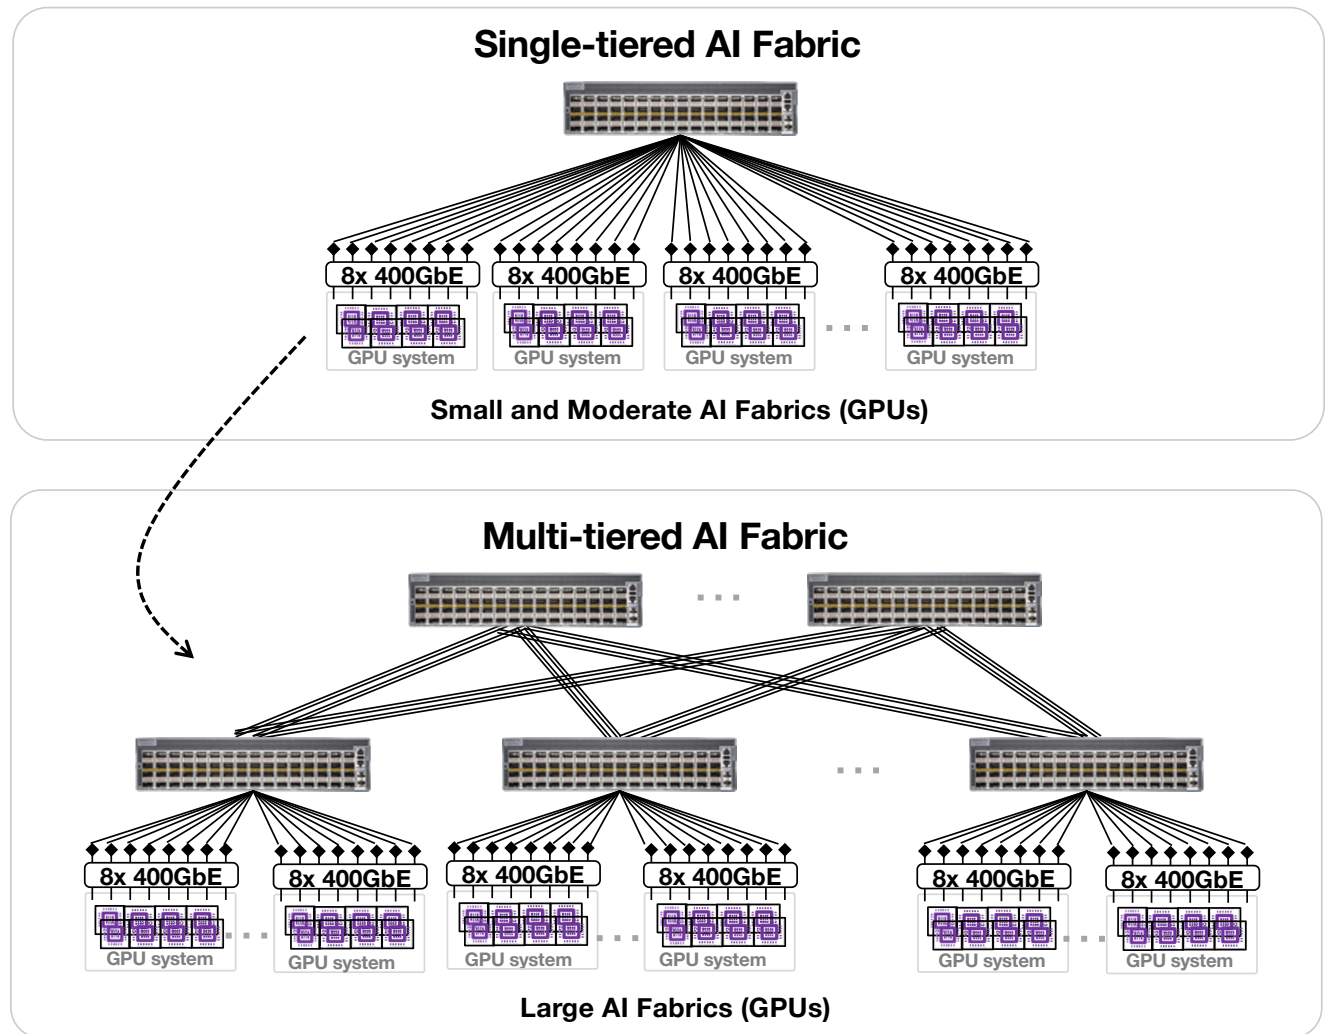 Single-tiered AI Fabric
8x 400GbE 8x 400GbE 8x 400GbE 8x 400GbE
GPU system GPU system GPU system GPU system
Small and Moderate AI Fabrics (GPUs)
Multi-tiered AI Fabric
8x 400GbE 8x 400GbE 8x 400GbE 8x 400GbE 8x 400GbE 8x 400GbE
GPU system GPU system GPU system GPU system GPU system GPU system
Large AI Fabrics (GPUs)